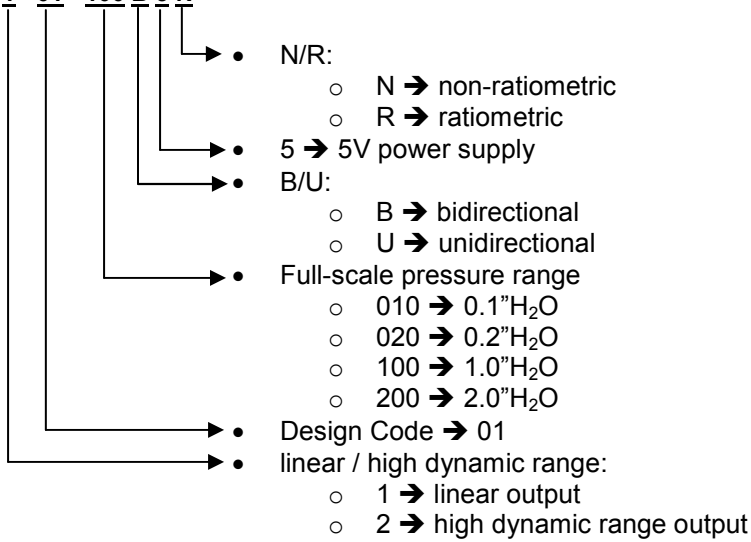 • N/R:
o N ➔ non-ratiometric
o R ➔ ratiometric
• 5 ➔ 5V power supply
• B/U:
o B ➔ bidirectional
o U ➔ unidirectional
• Full-scale pressure range
o 010 ➔ 0.1”H₂O
o 020 ➔ 0.2”H₂O
o 100 ➔ 1.0”H₂O
o 200 ➔ 2.0”H₂O
• Design Code ➔ 01
• linear / high dynamic range:
o 1 ➔ linear output
o 2 ➔ high dynamic range output